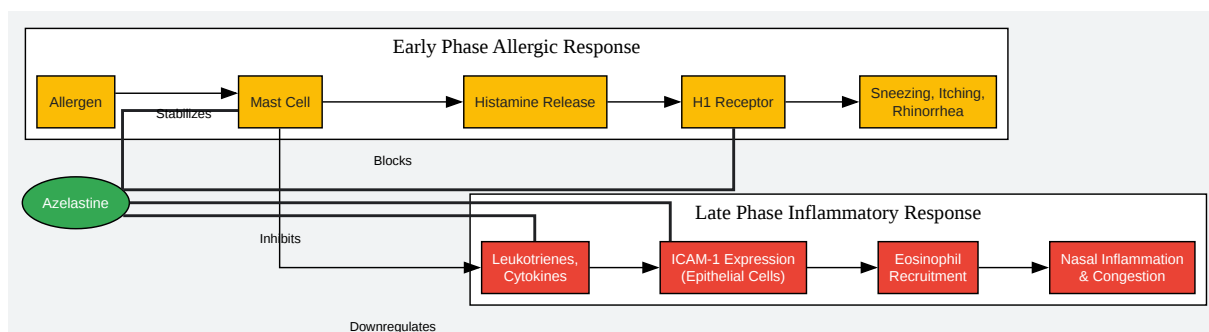 Early Phase Allergic Response
Allergen
Stabilizes
Mast Cell
Histamine Release
H1 Receptor
Sneezing, Itching,
Rhinorrhea
Blocks
Azelastine
Late Phase Inflammatory Response
Inhibits
Leukotrienes,
Cytokines
ICAM-1 Expression
(Epithelial Cells)
Eosinophil
Recruitment
Nasal Inflammation
& Congestion
Downregulates